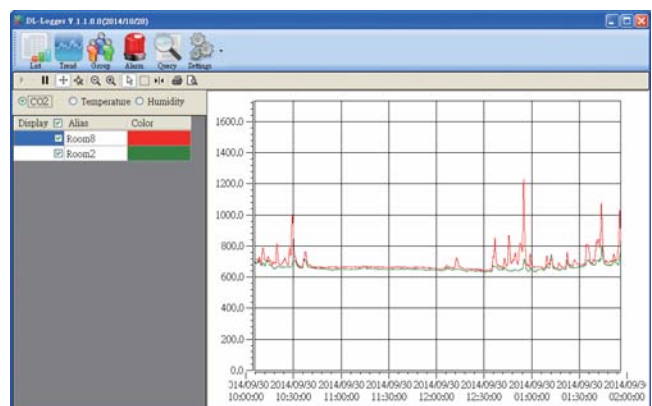 DL-Logger V.1.1.0.0(2014/10/20)
List Trend Group Alarm Query Settings
CO2 Temperature Humidity
Display Alias Color
Room8
Room2
1600.0
1400.0
1200.0
1000.0
800.0
600.0
400.0
200.0
0.0
014/09/30 2014/09/30 2014/09/30 2014/09/30 2014/09/30 2014/09/30 2014/09/30 2014/09/30 2014/09/3
10:00:00 10:30:00 11:00:00 11:30:00 12:00:00 12:30:00 01:00:00 01:30:00 02:00:00